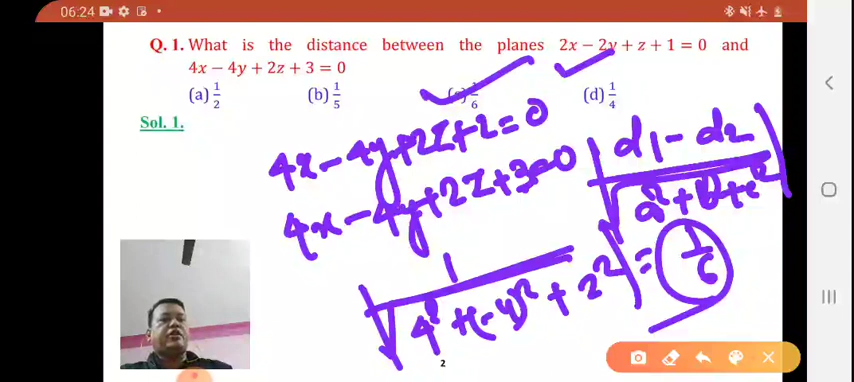 06:24
Q. 1. What is the distance between the planes 2x − 2y + z + 1 = 0 and
4x − 4y + 2z + 3 = 0
(a) 1/2 (b) 1/5 (c) 1/6 (d) 1/4
Sol. 1.
4x − 4y + 2z + 2 = 0
4x − 4y + 2z + 3 = 0
|d₁ − d₂ / √(a² + b² + c²)|
|1 / √(4² + (−4)² + 2²)| = 1/6
2